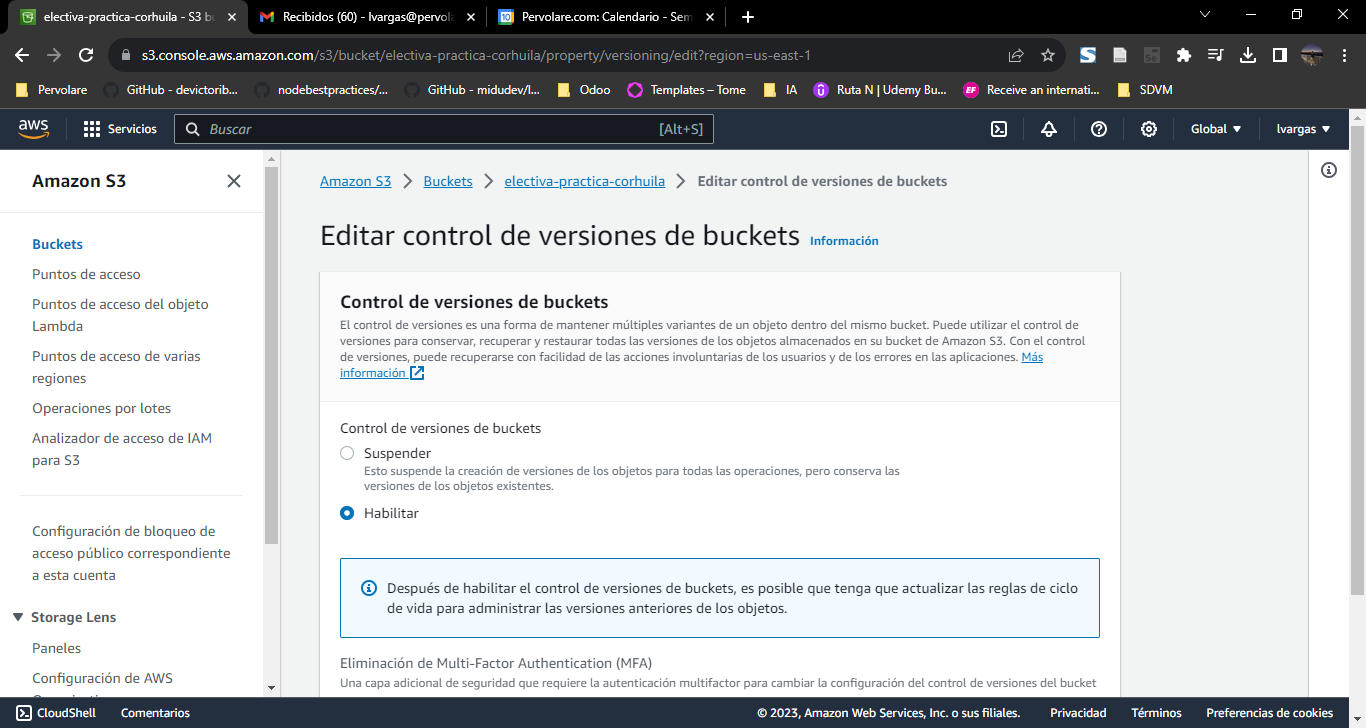 electiva-practica-corhuila - S3 bu
Recibidos (60) - lvargas@pervola
10
Pervolare.com: Calendario - Sem
s3.console.aws.amazon.com/s3/bucket/electiva-practica-corhuila/property/versioning/edit?region=us-east-1
Pervolare
GitHub - devictorib...
nodebestpractices/...
GitHub - midudev/l...
Odoo
Templates – Tome
IA
Ruta N | Udemy Bu...
EF
Receive an internati...
SDVM
aws
Servicios
Buscar
[Alt+S]
Global
lvargas
Amazon S3
Buckets
Puntos de acceso
Puntos de acceso del objeto
Lambda
Puntos de acceso de varias
regiones
Operaciones por lotes
Analizador de acceso de IAM
para S3
Configuración de bloqueo de
acceso público correspondiente
a esta cuenta
Storage Lens
Paneles
Configuración de AWS
Amazon S3 > Buckets > electiva-practica-corhuila > Editar control de versiones de buckets
Editar control de versiones de buckets Información
Control de versiones de buckets
El control de versiones es una forma de mantener múltiples variantes de un objeto dentro del mismo bucket. Puede utilizar el control de
versiones para conservar, recuperar y restaurar todas las versiones de los objetos almacenados en su bucket de Amazon S3. Con el control
de versiones, puede recuperarse con facilidad de las acciones involuntarias de los usuarios y de los errores en las aplicaciones. Más
información
Control de versiones de buckets
Suspender
Esto suspende la creación de versiones de los objetos para todas las operaciones, pero conserva las
versiones de los objetos existentes.
Habilitar
Después de habilitar el control de versiones de buckets, es posible que tenga que actualizar las reglas de ciclo
de vida para administrar las versiones anteriores de los objetos.
Eliminación de Multi-Factor Authentication (MFA)
Una capa adicional de seguridad que requiere la autenticación multifactor para cambiar la configuración del control de versiones del bucket
CloudShell
Comentarios
© 2023, Amazon Web Services, Inc. o sus filiales.
Privacidad
Términos
Preferencias de cookies